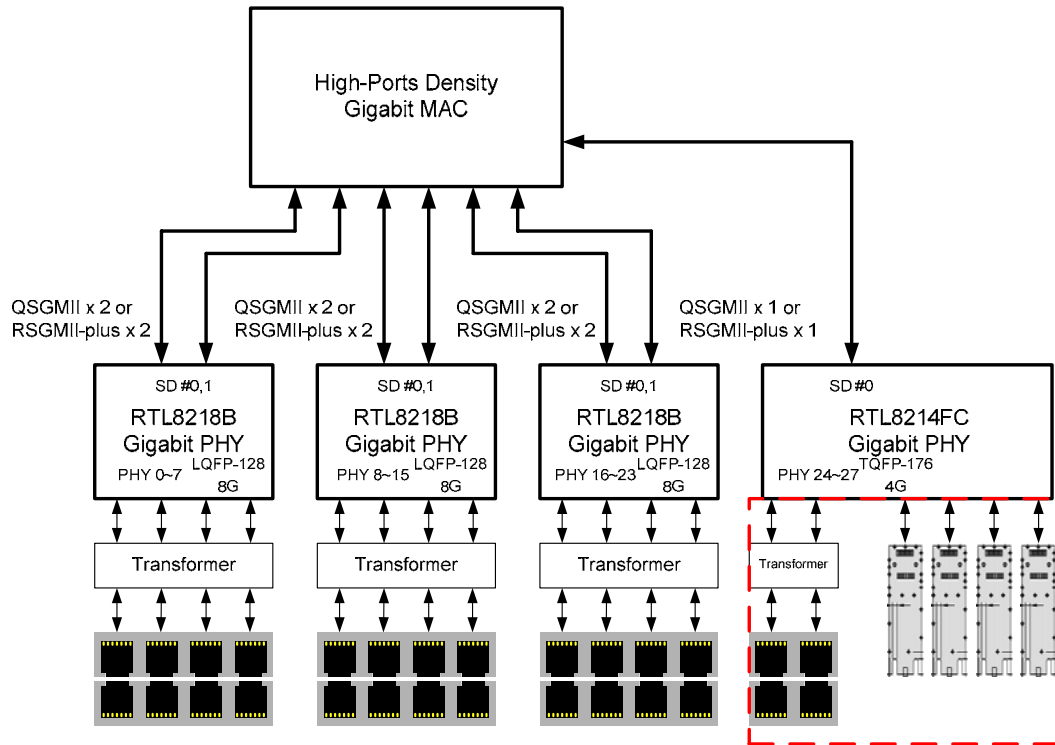 High-Ports Density
Gigabit MAC
QSGMII x 2 or
RSGMII-plus x 2
QSGMII x 2 or
RSGMII-plus x 2
QSGMII x 2 or
RSGMII-plus x 2
QSGMII x 1 or
RSGMII-plus x 1
SD #0,1
RTL8218B
Gigabit PHY
LQFP-128
PHY 0~7
8G
SD #0,1
RTL8218B
Gigabit PHY
LQFP-128
PHY 8~15
8G
SD #0,1
RTL8218B
Gigabit PHY
LQFP-128
PHY 16~23
8G
SD #0
RTL8214FC
Gigabit PHY
TQFP-176
PHY 24~27
4G
Transformer
Transformer
Transformer
Transformer